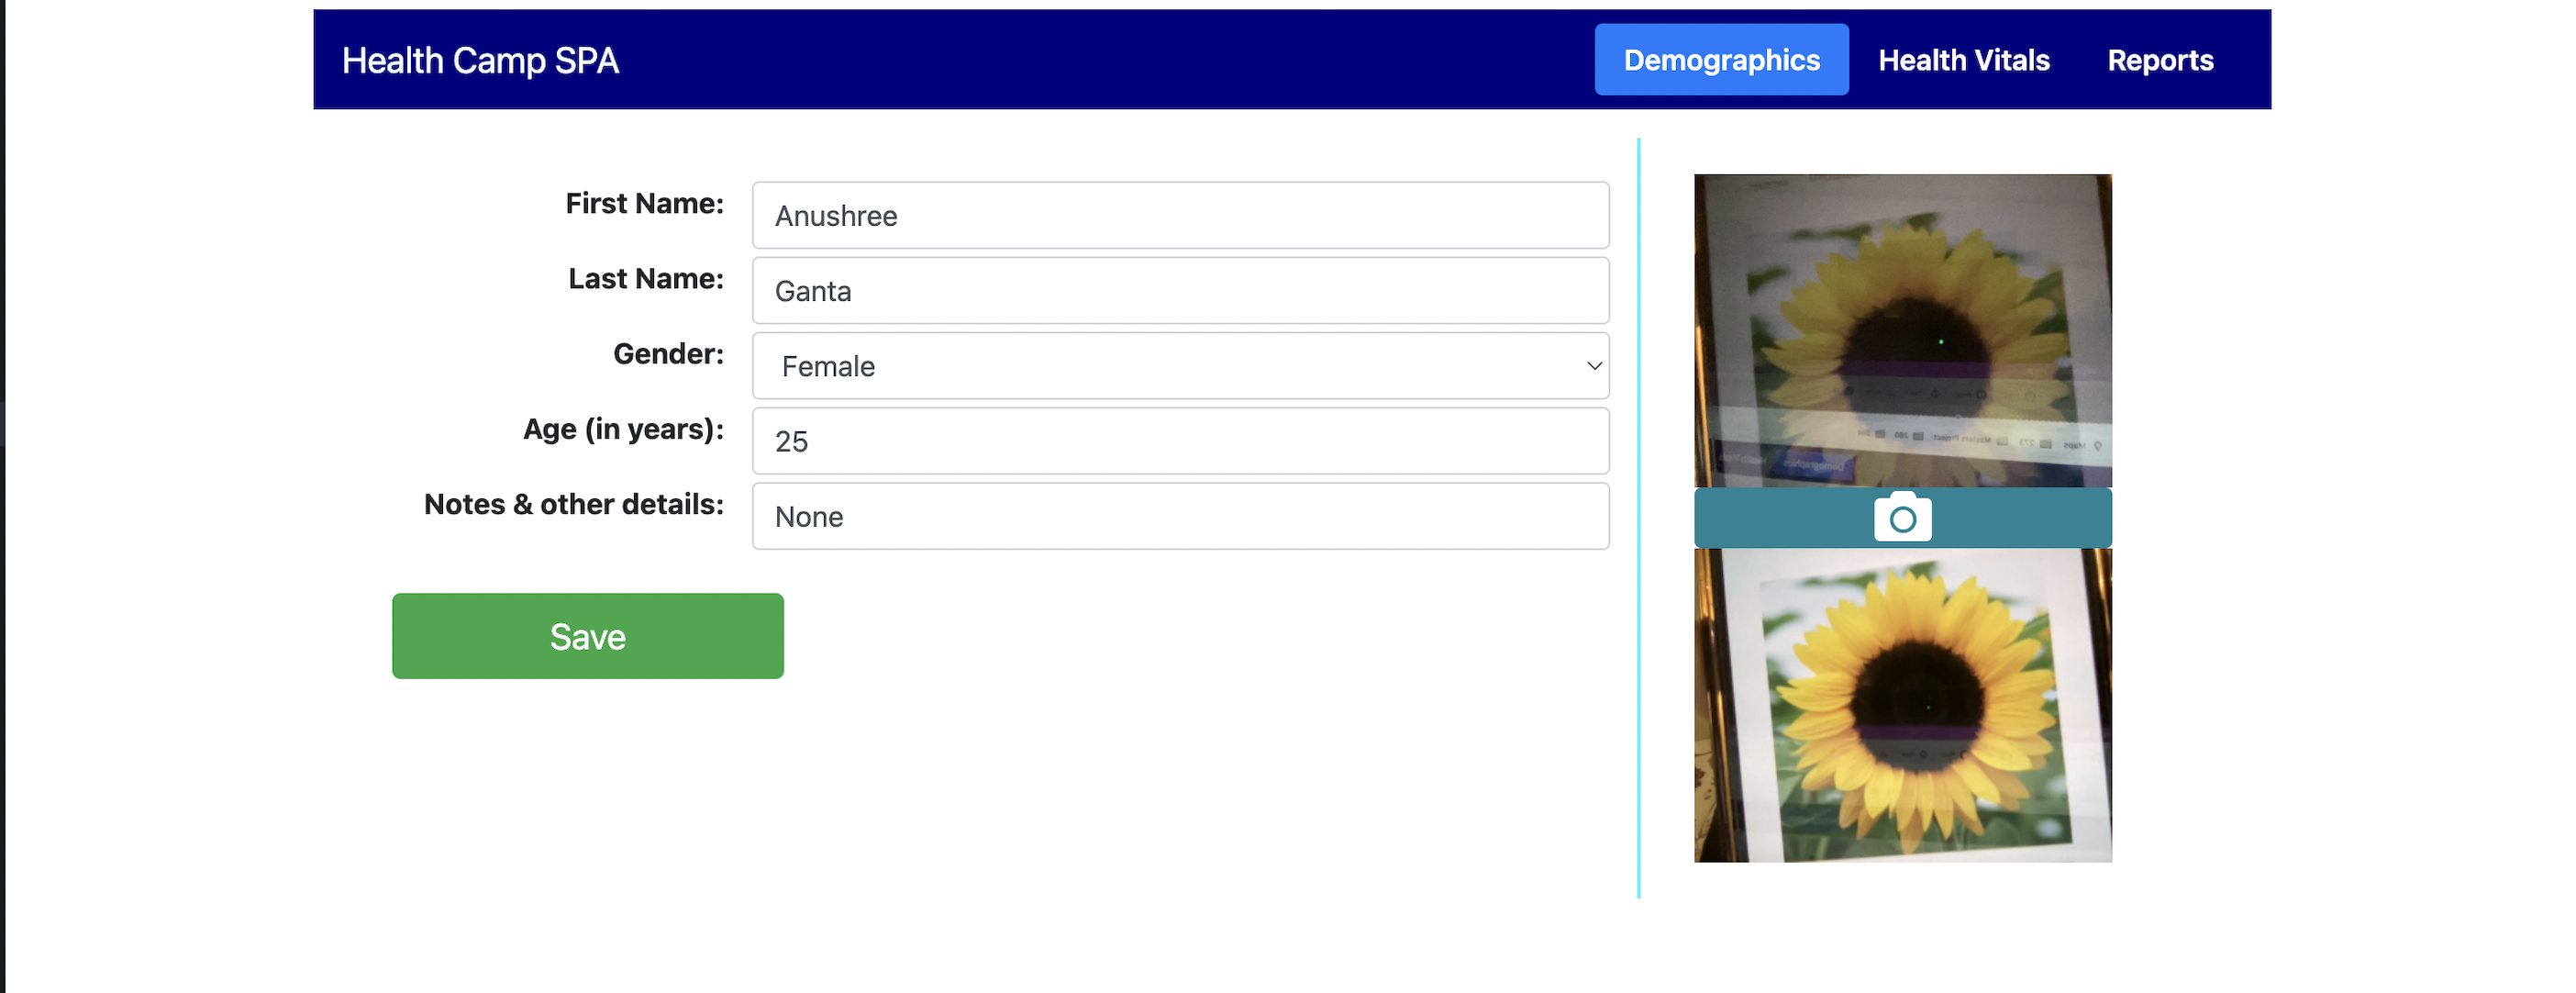 Health Camp SPA Demographics Health Vitals Reports
First Name: Anushree
Last Name: Ganta
Gender: Female
Age (in years): 25
Notes & other details: None
Save